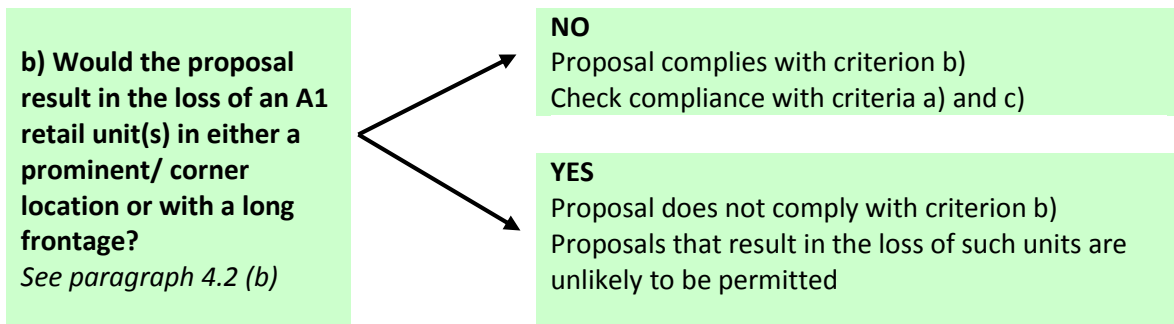 b) Would the proposal
result in the loss of an A1
retail unit(s) in either a
prominent/ corner
location or with a long
frontage?
See paragraph 4.2 (b)
NO
Proposal complies with criterion b)
Check compliance with criteria a) and c)
YES
Proposal does not comply with criterion b)
Proposals that result in the loss of such units are
unlikely to be permitted